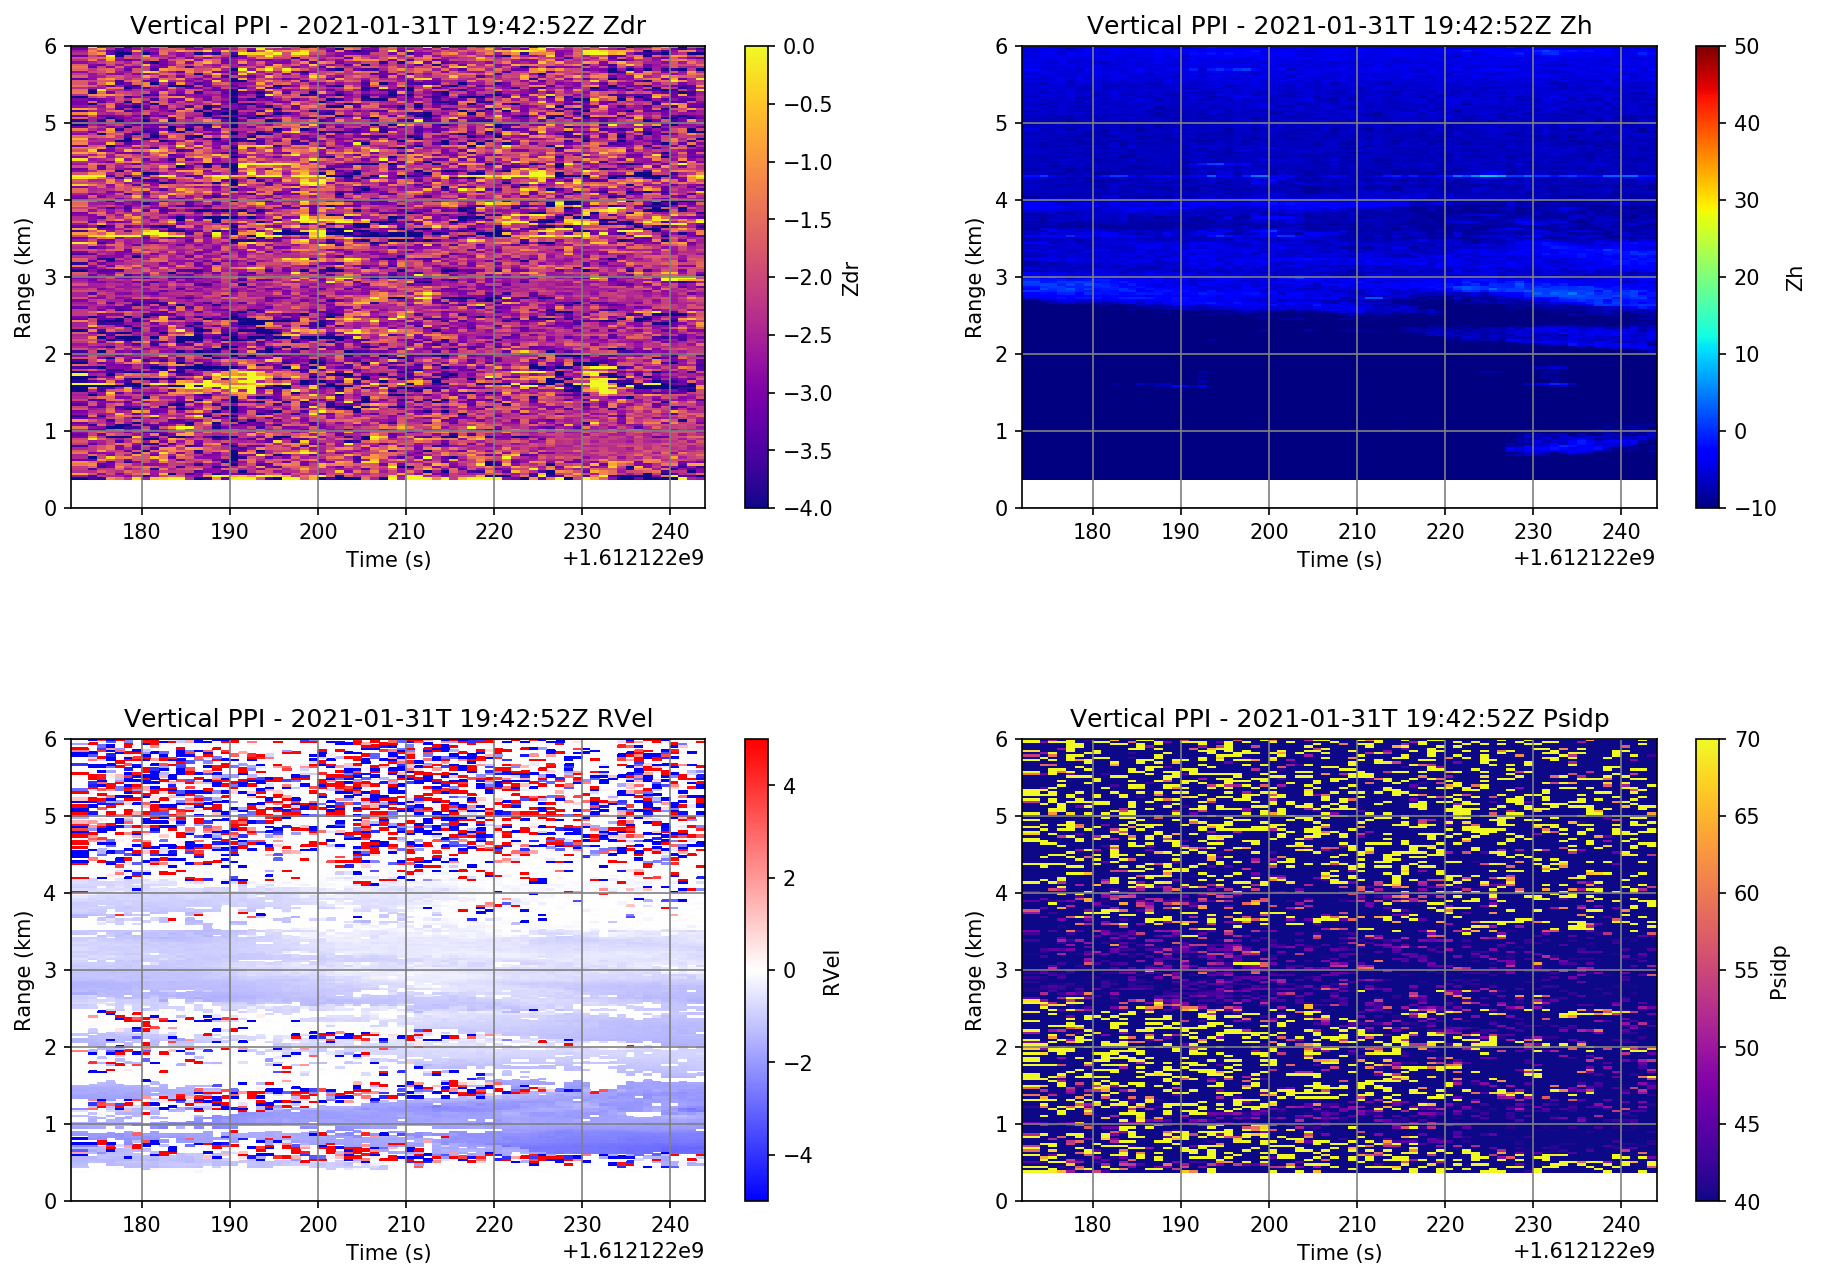 Vertical PPI - 2021-01-31T 19:42:52Z Zdr
6
5
4
3
2
1
0
Range (km)
180 190 200 210 220 230 240
Time (s)
+1.612122e9
0.0
−0.5
−1.0
−1.5
−2.0
−2.5
−3.0
−3.5
−4.0
Zdr
Vertical PPI - 2021-01-31T 19:42:52Z Zh
6
5
4
3
2
1
0
Range (km)
180 190 200 210 220 230 240
Time (s)
+1.612122e9
50
40
30
20
10
0
−10
Zh
Vertical PPI - 2021-01-31T 19:42:52Z RVel
6
5
4
3
2
1
0
Range (km)
180 190 200 210 220 230 240
Time (s)
+1.612122e9
4
2
0
−2
−4
RVel
Vertical PPI - 2021-01-31T 19:42:52Z Psidp
6
5
4
3
2
1
0
Range (km)
180 190 200 210 220 230 240
Time (s)
+1.612122e9
70
65
60
55
50
45
40
Psidp